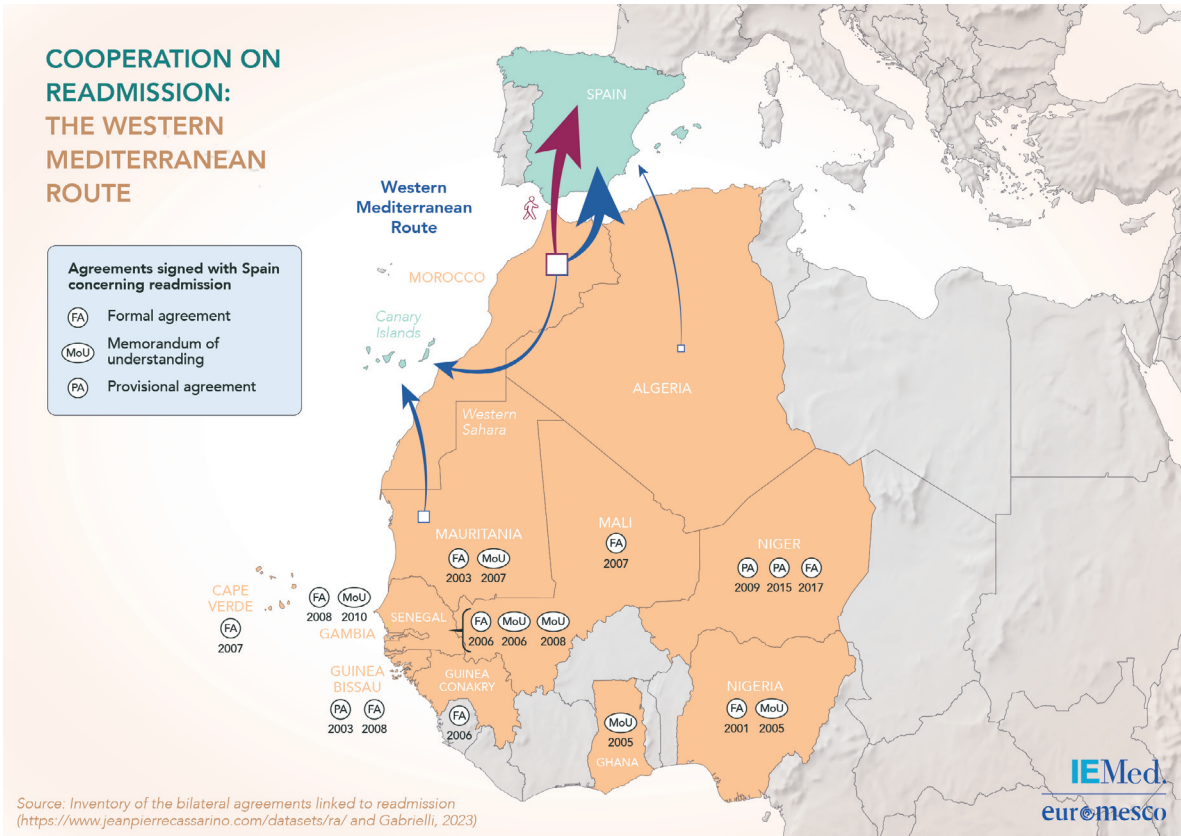 COOPERATION ON
READMISSION:
THE WESTERN
MEDITERRANEAN
ROUTE
SPAIN
Western
Mediterranean
Route
Agreements signed with Spain
concerning readmission
FA Formal agreement
MoU Memorandum of
understanding
PA Provisional agreement
MOROCCO
Canary
Islands
ALGERIA
Western
Sahara
MAURITANIA
FA MoU
2003 2007
MALI
FA
2007
NIGER
PA PA FA
2009 2015 2017
CAPE
VERDE
FA
2007
FA MoU
2008 2010
GAMBIA
SENEGAL
FA MoU MoU
2006 2006 2008
GUINEA
BISSAU
PA FA
2003 2008
GUINEA
CONAKRY
FA
2006
MoU
2005
GHANA
NIGERIA
FA MoU
2001 2005
IEMed.
euromesco
Source: Inventory of the bilateral agreements linked to readmission
(https://www.jeanpierrecassarino.com/datasets/ra/ and Gabrielli, 2023)